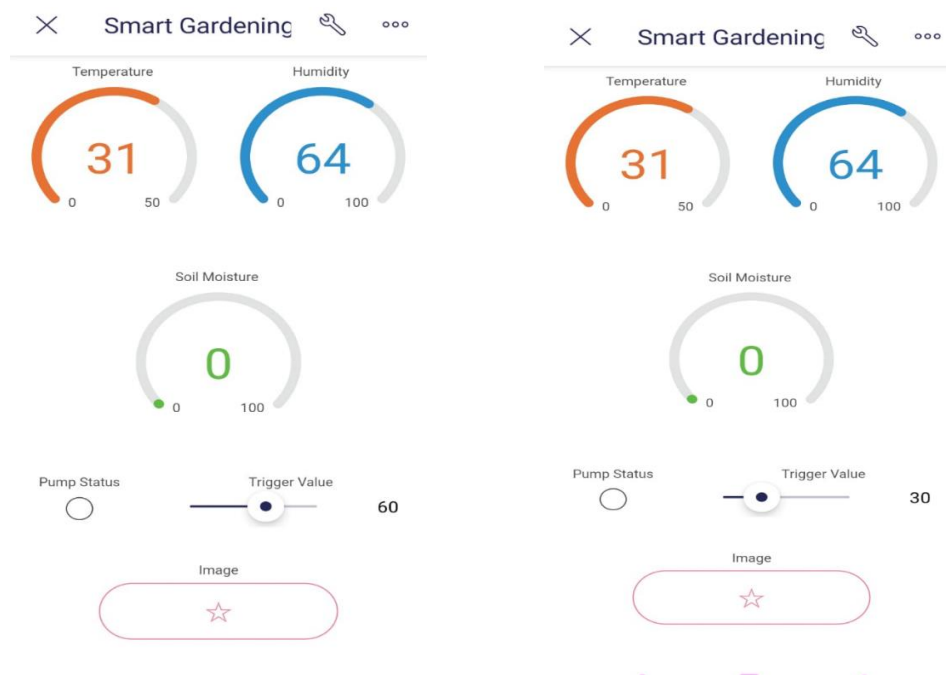 Smart Gardening
Temperature
Humidity
31
64
0
50
0
100
Soil Moisture
0
0
100
Pump Status
Trigger Value
60
Image
Smart Gardening
Temperature
Humidity
31
64
0
50
0
100
Soil Moisture
0
0
100
Pump Status
Trigger Value
30
Image